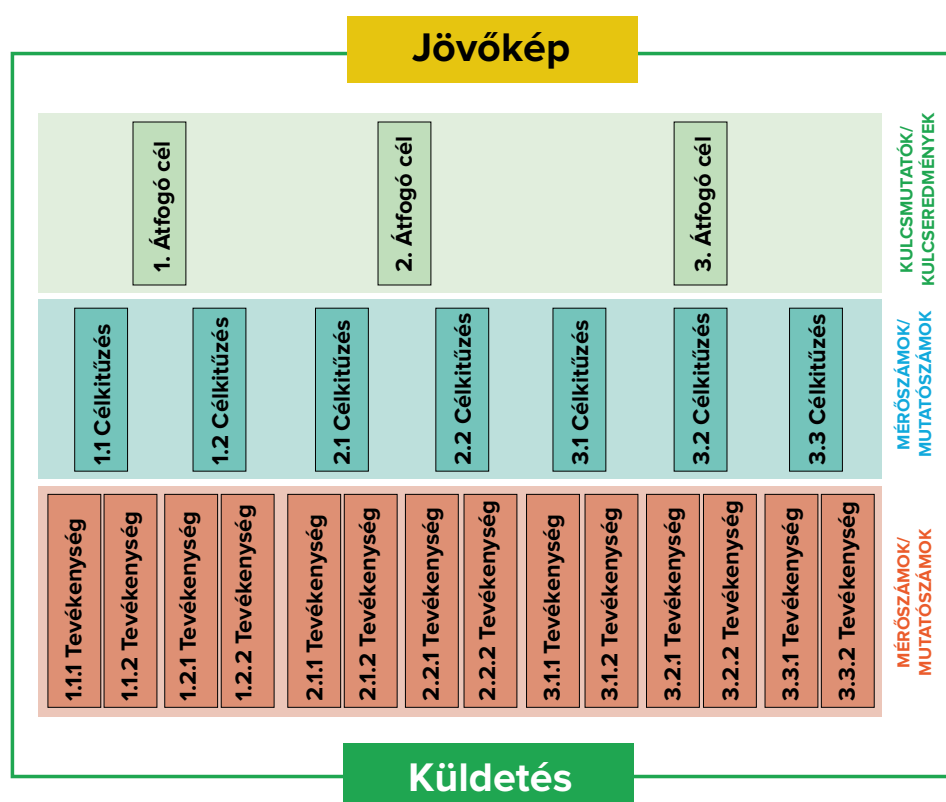 Jövőkép
1. Átfogó cél
2. Átfogó cél
3. Átfogó cél
KULCSMUTATÓK/
KULCSEREDMÉNYEK
1.1 Célkitűzés
1.2 Célkitűzés
2.1 Célkitűzés
2.2 Célkitűzés
3.1 Célkitűzés
3.2 Célkitűzés
3.3 Célkitűzés
MÉRŐSZÁMOK/
MUTATÓSZÁMOK
1.1.1 Tevékenység
1.1.2 Tevékenység
1.2.1 Tevékenység
1.2.2 Tevékenység
2.1.1 Tevékenység
2.1.2 Tevékenység
2.2.1 Tevékenység
2.2.2 Tevékenység
3.1.1 Tevékenység
3.1.2 Tevékenység
3.2.1 Tevékenység
3.2.2 Tevékenység
3.3.1 Tevékenység
3.3.2 Tevékenység
MÉRŐSZÁMOK/
MUTATÓSZÁMOK
Küldetés